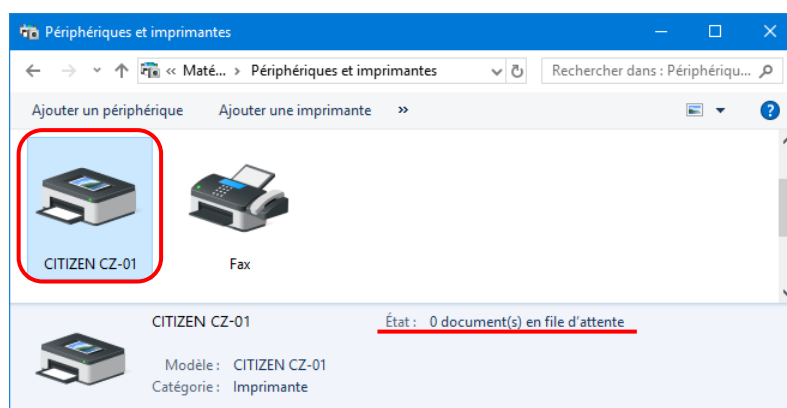 Périphériques et imprimantes
« Maté... > Périphériques et imprimantes
Rechercher dans : Périphériqu...
Ajouter un périphérique Ajouter une imprimante »
CITIZEN CZ-01 Fax
CITIZEN CZ-01 État : 0 document(s) en file d'attente
Modèle : CITIZEN CZ-01
Catégorie : Imprimante